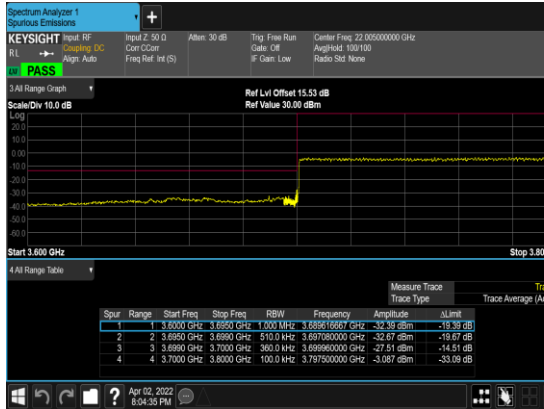 Spectrum Analyzer 1
Spurious Emissions
+
KEYSIGHT Input: RF Input Z: 50 Ω Atten: 30 dB Trig: Free Run Center Freq: 22.005000000 GHz
RL Coupling: DC Corr CCorr Gate: Off Avg|Hold: 100/100
Align: Auto Freq Ref: Int (S) IF Gain: Low Radio Std: None
PASS
3 All Range Graph
Ref Lvl Offset 15.53 dB
Scale/Div 10.0 dB Ref Value 30.00 dBm
Log
20.0
10.0
0.00
-10.0
-20.0
-30.0
-40.0
-50.0
-60.0
Start 3.600 GHz Stop 3.80
4 All Range Table
Measure Trace Tra
Trace Type Trace Average (Ac
Spur Range Start Freq Stop Freq RBW Frequency Amplitude ΔLimit
1 1 3.6000 GHz 3.6950 GHz 1.000 MHz 3.689616667 GHz -32.39 dBm -19.39 dB
2 2 3.6950 GHz 3.6990 GHz 510.0 kHz 3.697080000 GHz -32.67 dBm -19.67 dB
3 3 3.6990 GHz 3.7000 GHz 360.0 kHz 3.699960000 GHz -27.51 dBm -14.51 dB
4 4 3.7000 GHz 3.8000 GHz 100.0 kHz 3.797500000 GHz -3.087 dBm -33.09 dB
? Apr 02, 2022
8:04:35 PM